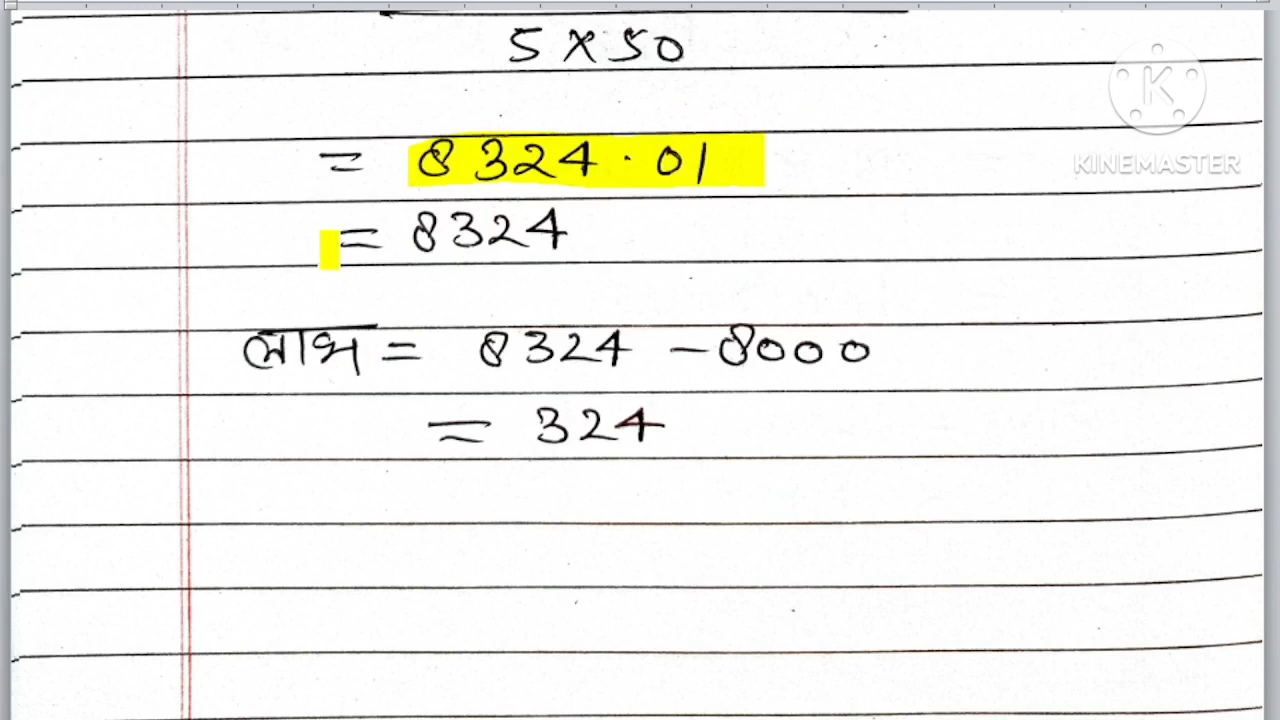 5 × 50
= 8324.01
= 8324
= 8324 - 8000
= 324
K
KINEMASTER